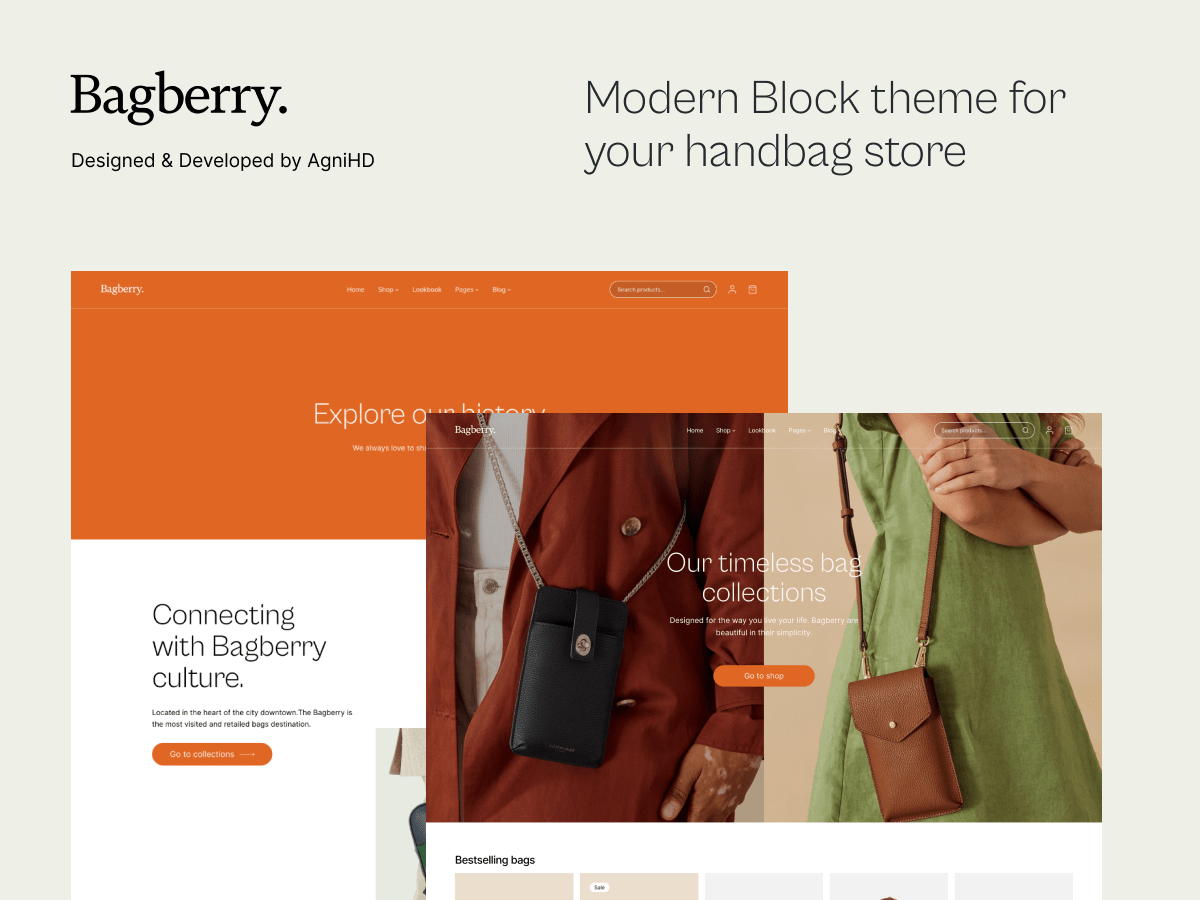 Bagberry.
Designed & Developed by AgniHD
Modern Block theme for
your handbag store
Bagberry.
Home Shop Lookbook Pages Blog
Search products...
Explore our history
We always love to
Connecting
with Bagberry
culture.
Located in the heart of the city downtown.The Bagberry is
the most visited and retailed bags destination.
Go to collections
Bagberry.
Home Shop Lookbook Pages Blog
Search products...
Our timeless bag
collections
Designed for the way you live your life. Bagberry are
beautiful in their simplicity.
Go to shop
Bestselling bags
Sale